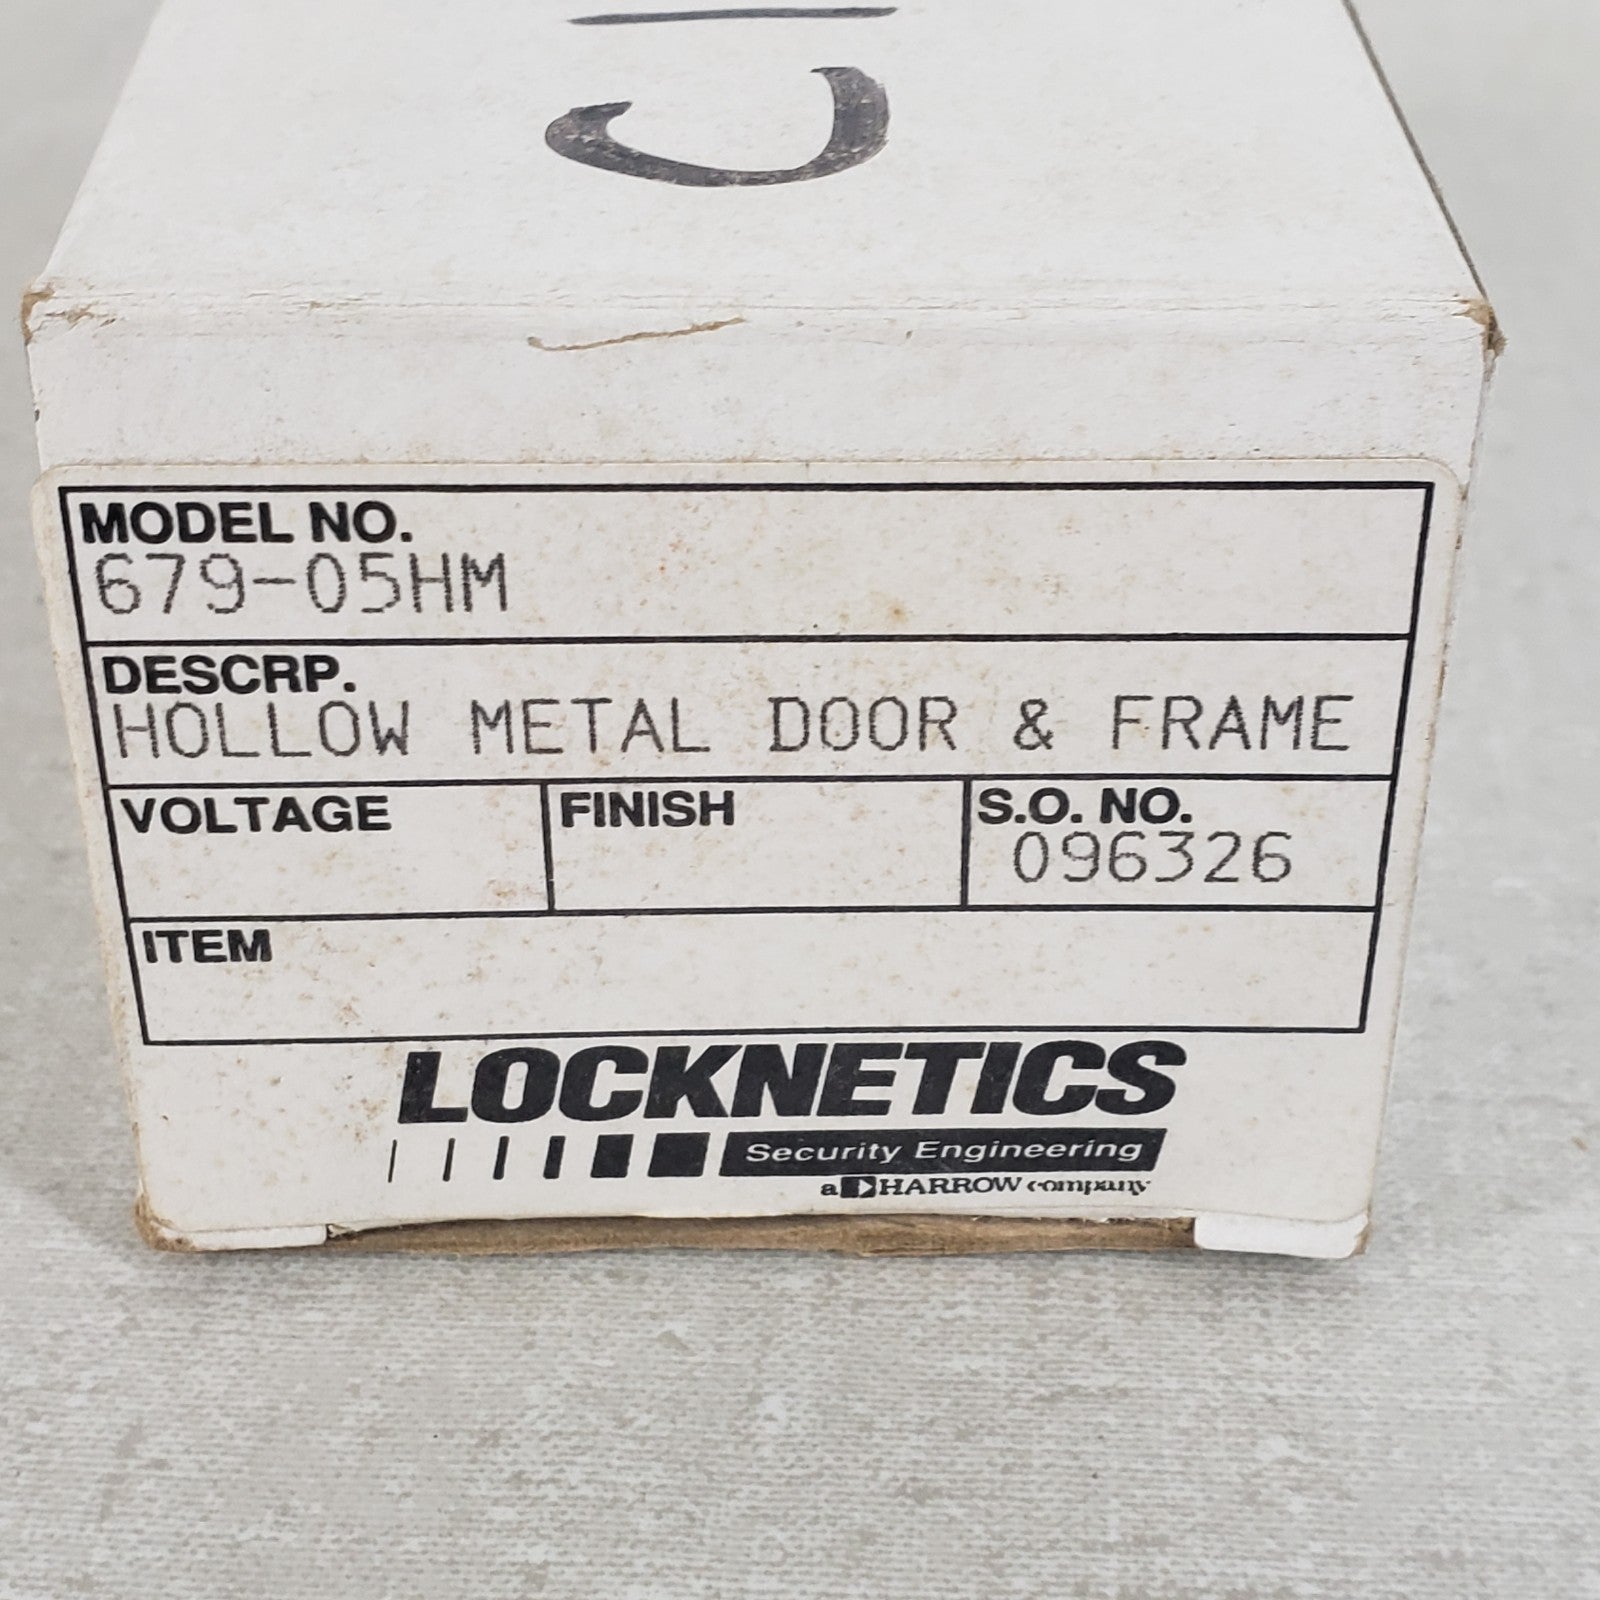 MODEL NO.
679-05HM
DESCRP.
HOLLOW METAL DOOR & FRAME
VOLTAGE
FINISH
S.O. NO.
096326
ITEM
LOCKNETICS
Security Engineering
a HARROW company